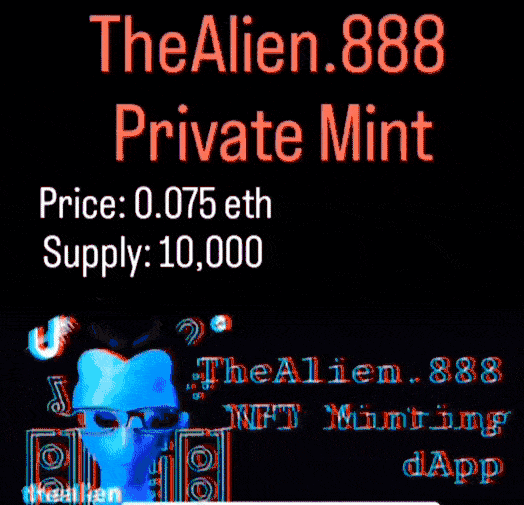 TheAlien.888
Private Mint
Price: 0.075 eth
Supply: 10,000
TheAlien.888
NFT Minting
dApp
thealien